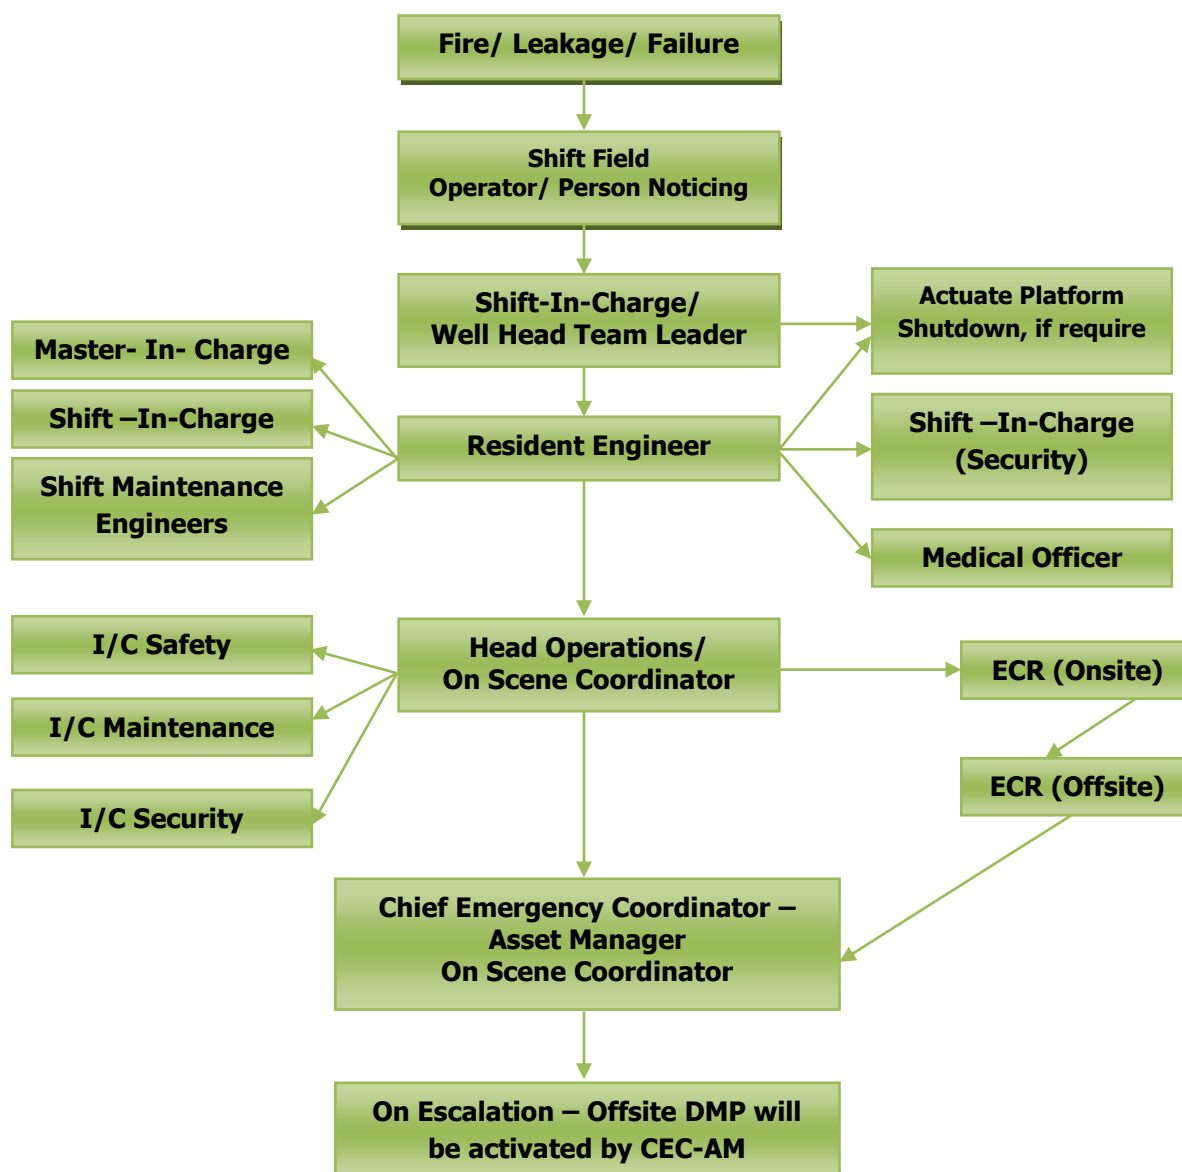 Fire/ Leakage/ Failure
Shift Field
Operator/ Person Noticing
Shift-In-Charge/
Well Head Team Leader
Actuate Platform
Shutdown, if require
Master- In- Charge
Shift –In-Charge
Shift Maintenance
Engineers
Resident Engineer
Shift –In-Charge
(Security)
Medical Officer
I/C Safety
I/C Maintenance
I/C Security
Head Operations/
On Scene Coordinator
ECR (Onsite)
ECR (Offsite)
Chief Emergency Coordinator –
Asset Manager
On Scene Coordinator
On Escalation – Offsite DMP will
be activated by CEC-AM